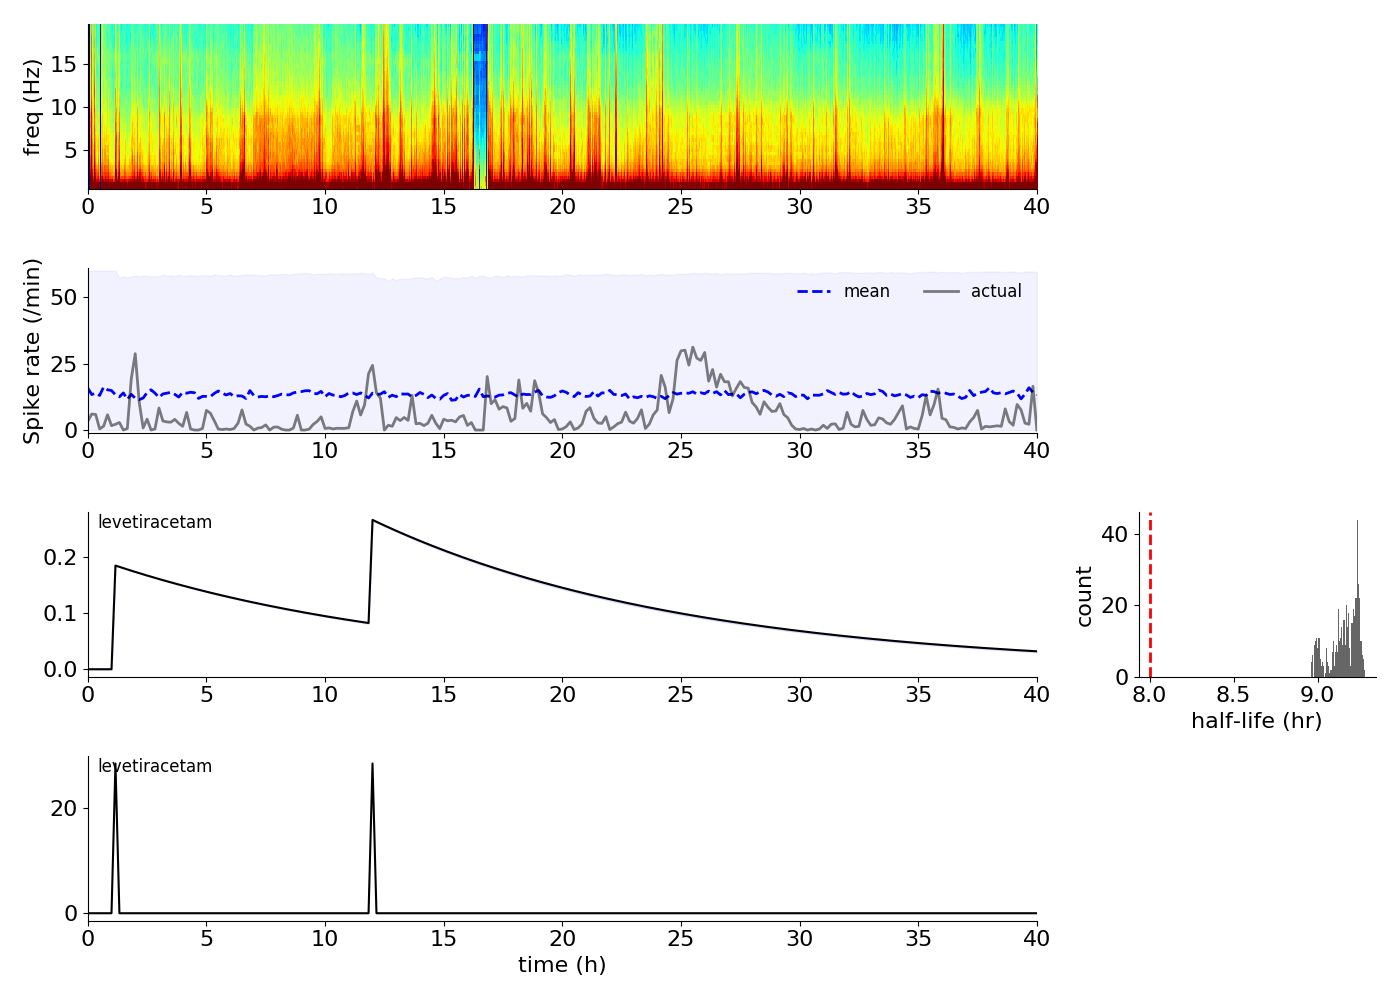 freq (Hz)
15
10
5
0 5 10 15 20 25 30 35 40
Spike rate (/min)
50
25
0
mean actual
0 5 10 15 20 25 30 35 40
levetiracetam
0.2
0.1
0.0
0 5 10 15 20 25 30 35 40
count
40
20
0
8.0 8.5 9.0
half-life (hr)
levetiracetam
20
0
0 5 10 15 20 25 30 35 40
time (h)